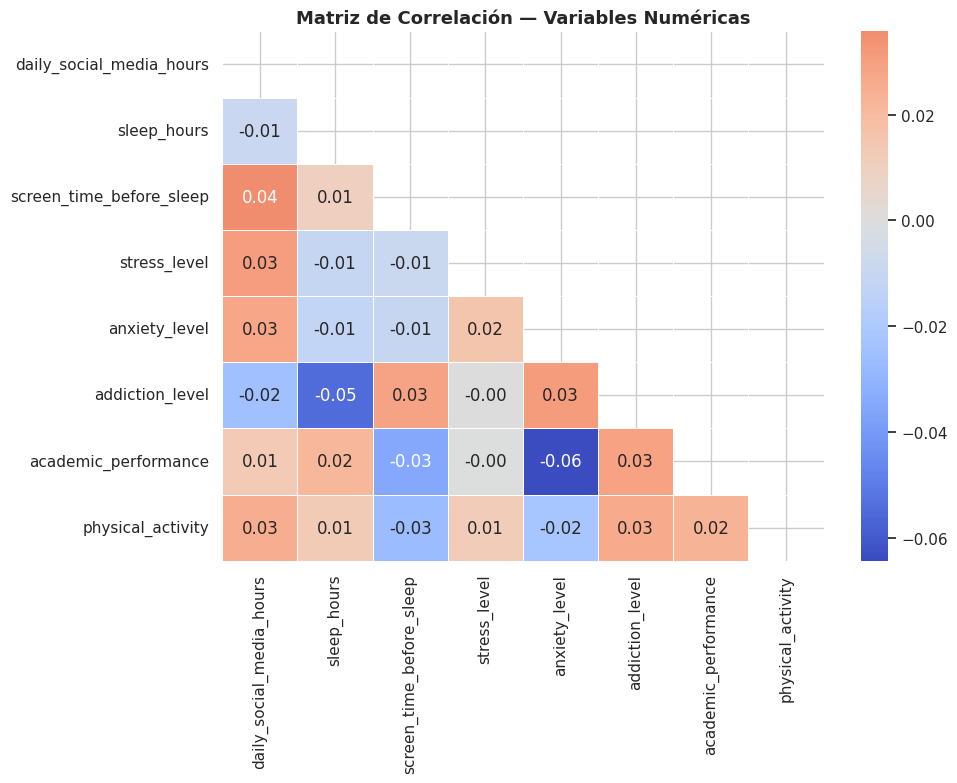 Matriz de Correlación — Variables Numéricas
daily_social_media_hours
sleep_hours -0.01
screen_time_before_sleep 0.04 0.01
stress_level 0.03 -0.01 -0.01
anxiety_level 0.03 -0.01 -0.01 0.02
addiction_level -0.02 -0.05 0.03 -0.00 0.03
academic_performance 0.01 0.02 -0.03 -0.00 -0.06 0.03
physical_activity 0.03 0.01 -0.03 0.01 -0.02 0.03 0.02
daily_social_media_hours
sleep_hours
screen_time_before_sleep
stress_level
anxiety_level
addiction_level
academic_performance
physical_activity
0.02
0.00
−0.02
−0.04
−0.06